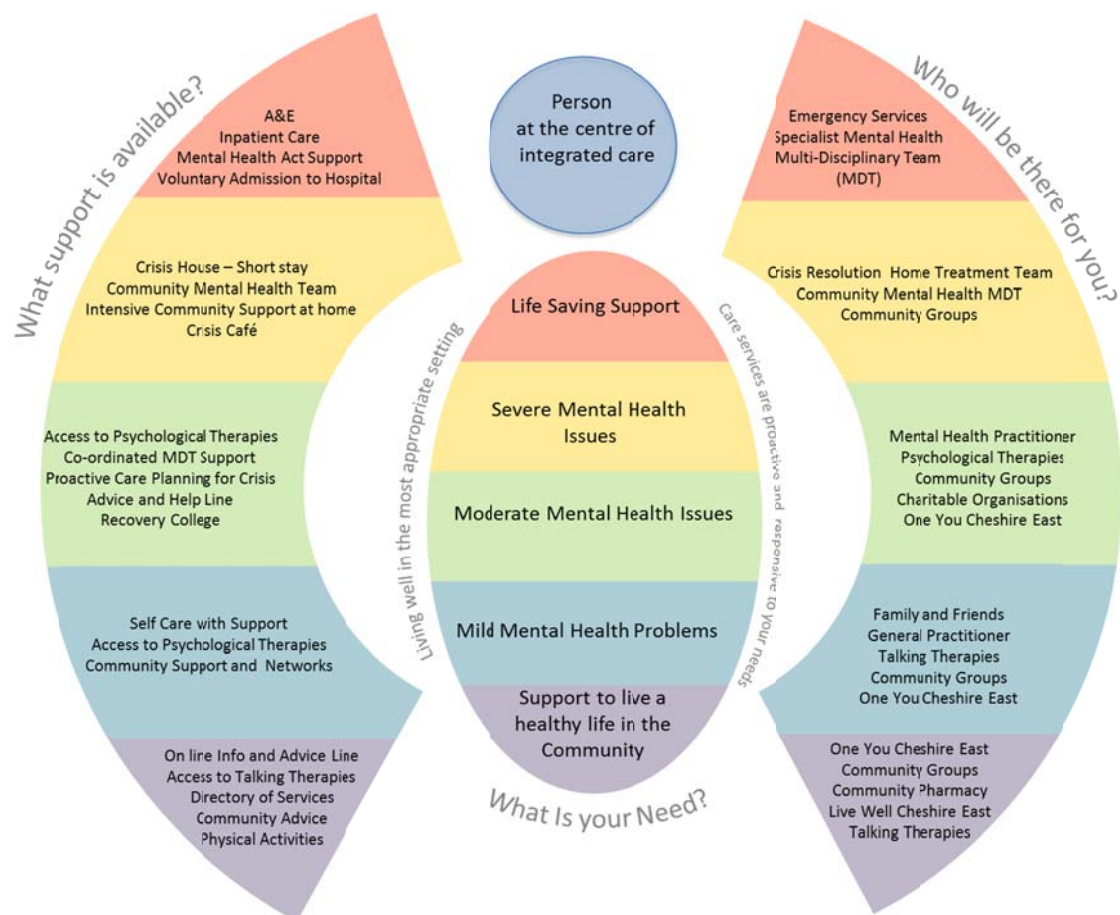 What support is available?
A&E
Inpatient Care
Mental Health Act Support
Voluntary Admission to Hospital
Crisis House – Short stay
Community Mental Health Team
Intensive Community Support at home
Crisis Café
Access to Psychological Therapies
Co-ordinated MDT Support
Proactive Care Planning for Crisis
Advice and Help Line
Recovery College
Self Care with Support
Access to Psychological Therapies
Community Support and Networks
On line Info and Advice Line
Access to Talking Therapies
Directory of Services
Community Advice
Physical Activities
Person
at the centre of
integrated care
Living well in the most appropriate setting
Life Saving Support
Severe Mental Health
Issues
Moderate Mental Health Issues
Mild Mental Health Problems
Support to live a
healthy life in the
Community
Care services are proactive and responsive to your needs
What Is your Need?
Who will be there for you?
Emergency Services
Specialist Mental Health
Multi-Disciplinary Team
(MDT)
Crisis Resolution Home Treatment Team
Community Mental Health MDT
Community Groups
Mental Health Practitioner
Psychological Therapies
Community Groups
Charitable Organisations
One You Cheshire East
Family and Friends
General Practitioner
Talking Therapies
Community Groups
One You Cheshire East
One You Cheshire East
Community Groups
Community Pharmacy
Live Well Cheshire East
Talking Therapies